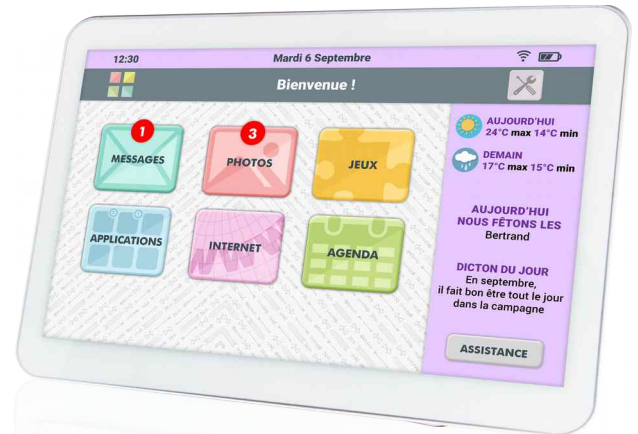 12:30 Mardi 6 Septembre
Bienvenue !
1
MESSAGES
3
PHOTOS
JEUX
APPLICATIONS
INTERNET
AGENDA
AUJOURD'HUI
24°C max 14°C min
DEMAIN
17°C max 15°C min
AUJOURD'HUI
NOUS FÊTONS LES
Bertrand
DICTON DU JOUR
En septembre,
il fait bon être tout le jour
dans la campagne
ASSISTANCE